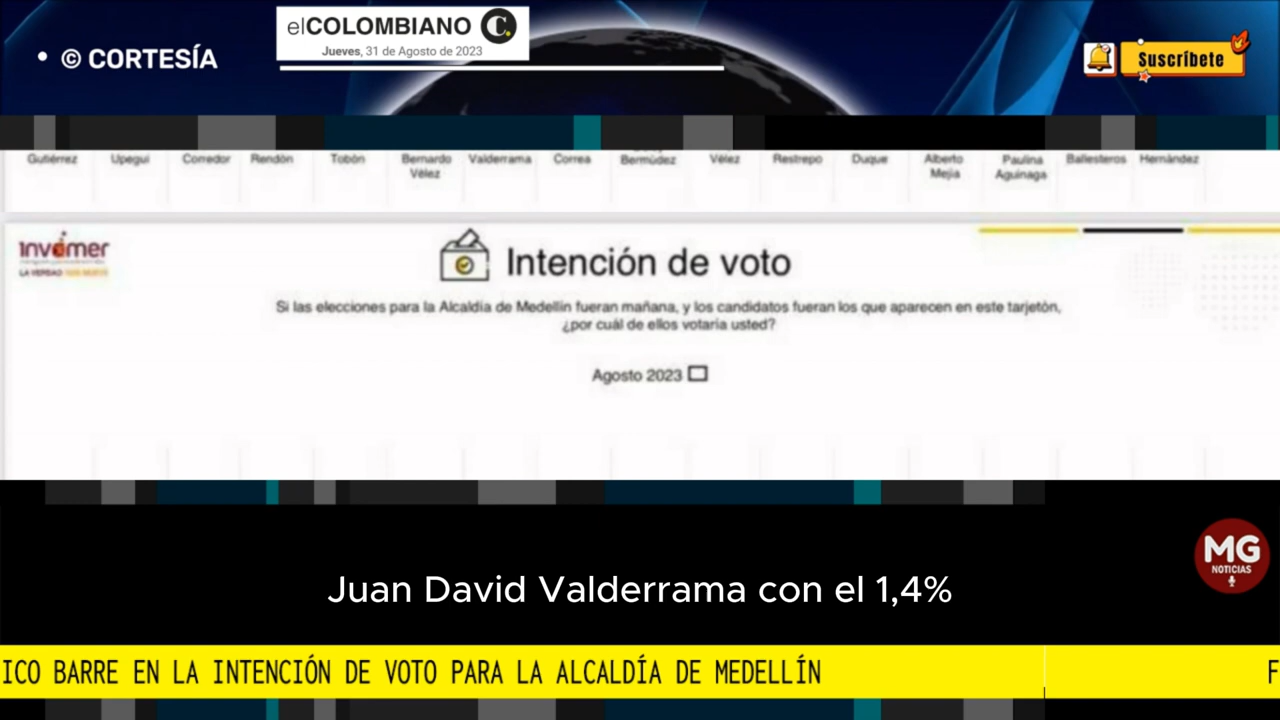 © CORTESÍA
elCOLOMBIANO C.
Jueves, 31 de Agosto de 2023
Suscríbete
Gutiérrez Upegui Corredor Rendón Tobón Bernardo Vélez Valderrama Correa Bermúdez Vélez Restrepo Duque Alberto Mejía Paulina Aguinaga Ballesteros Hernández
invamer
Intención de voto
Si las elecciones para la Alcaldía de Medellín fueran mañana, y los candidatos fueran los que aparecen en este tarjetón,
¿por cuál de ellos votaría usted?
Agosto 2023
MG
NOTICIAS
Juan David Valderrama con el 1,4%
ICO BARRE EN LA INTENCIÓN DE VOTO PARA LA ALCALDÍA DE MEDELLÍN F